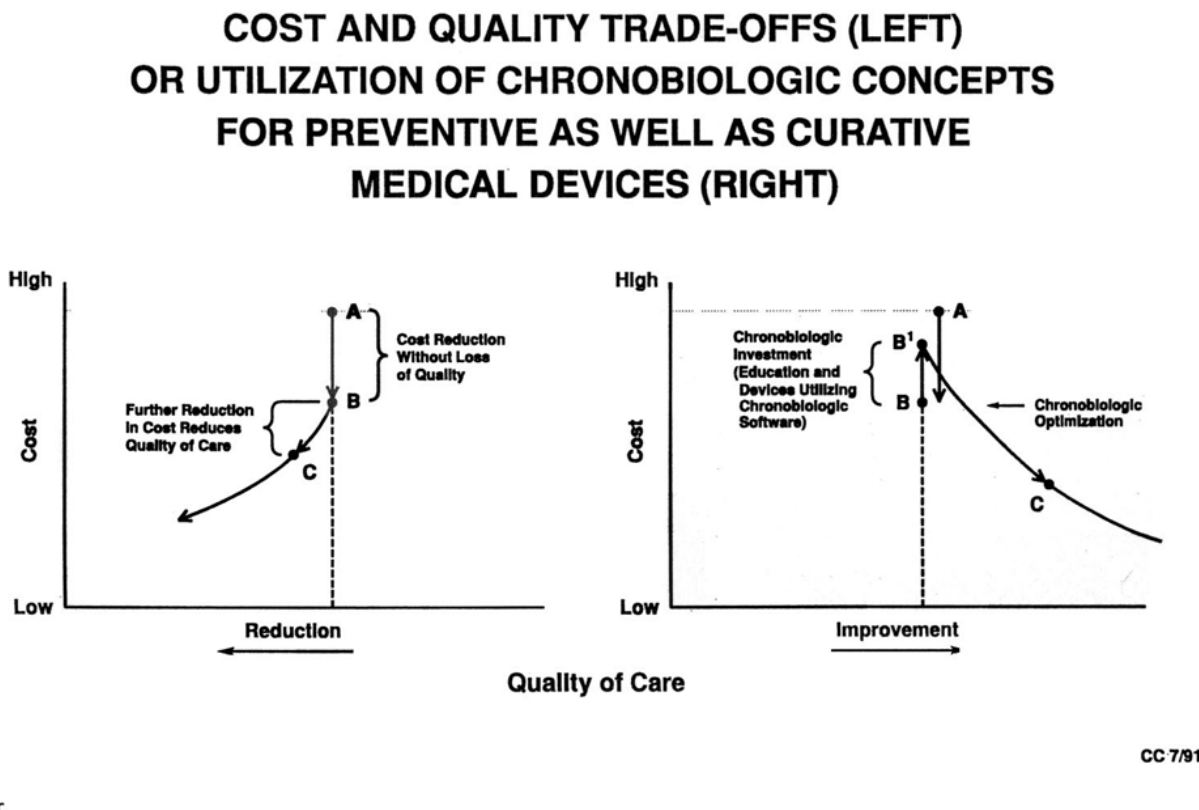 COST AND QUALITY TRADE-OFFS (LEFT)
OR UTILIZATION OF CHRONOBIOLOGIC CONCEPTS
FOR PREVENTIVE AS WELL AS CURATIVE
MEDICAL DEVICES (RIGHT)
High
A
Cost Reduction
Without Loss
of Quality
B
Further Reduction
In Cost Reduces
Quality of Care
C
Cost
Low
Reduction
High
A
Chronobiologic
Investment
(Education and
Devices Utilizing
Chronobiologic
Software)
B¹
B
Chronobiologic
Optimization
C
Cost
Low
Improvement
Quality of Care
CC 7/91